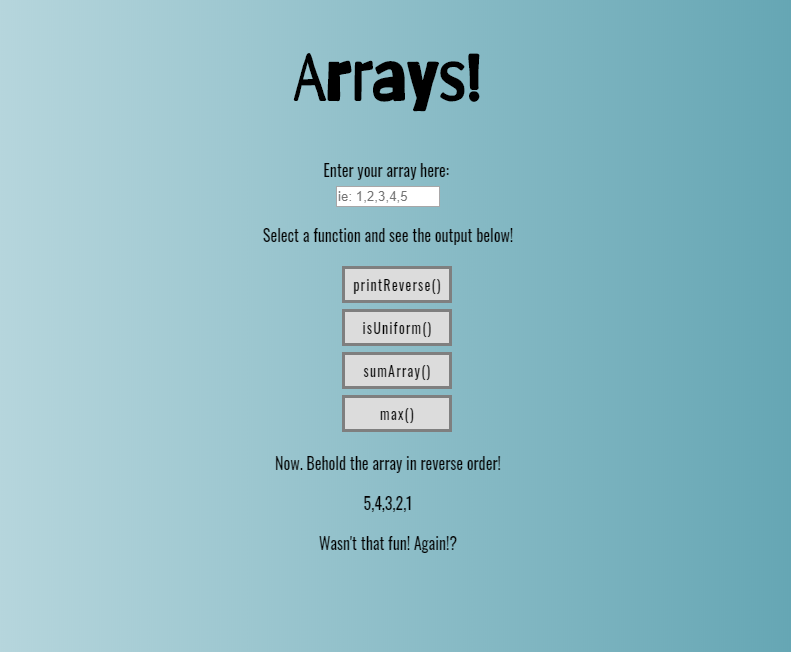 Arrays!
Enter your array here:
ie: 1,2,3,4,5
Select a function and see the output below!
printReverse()
isUniform()
sumArray()
max()
Now. Behold the array in reverse order!
5,4,3,2,1
Wasn't that fun! Again!?